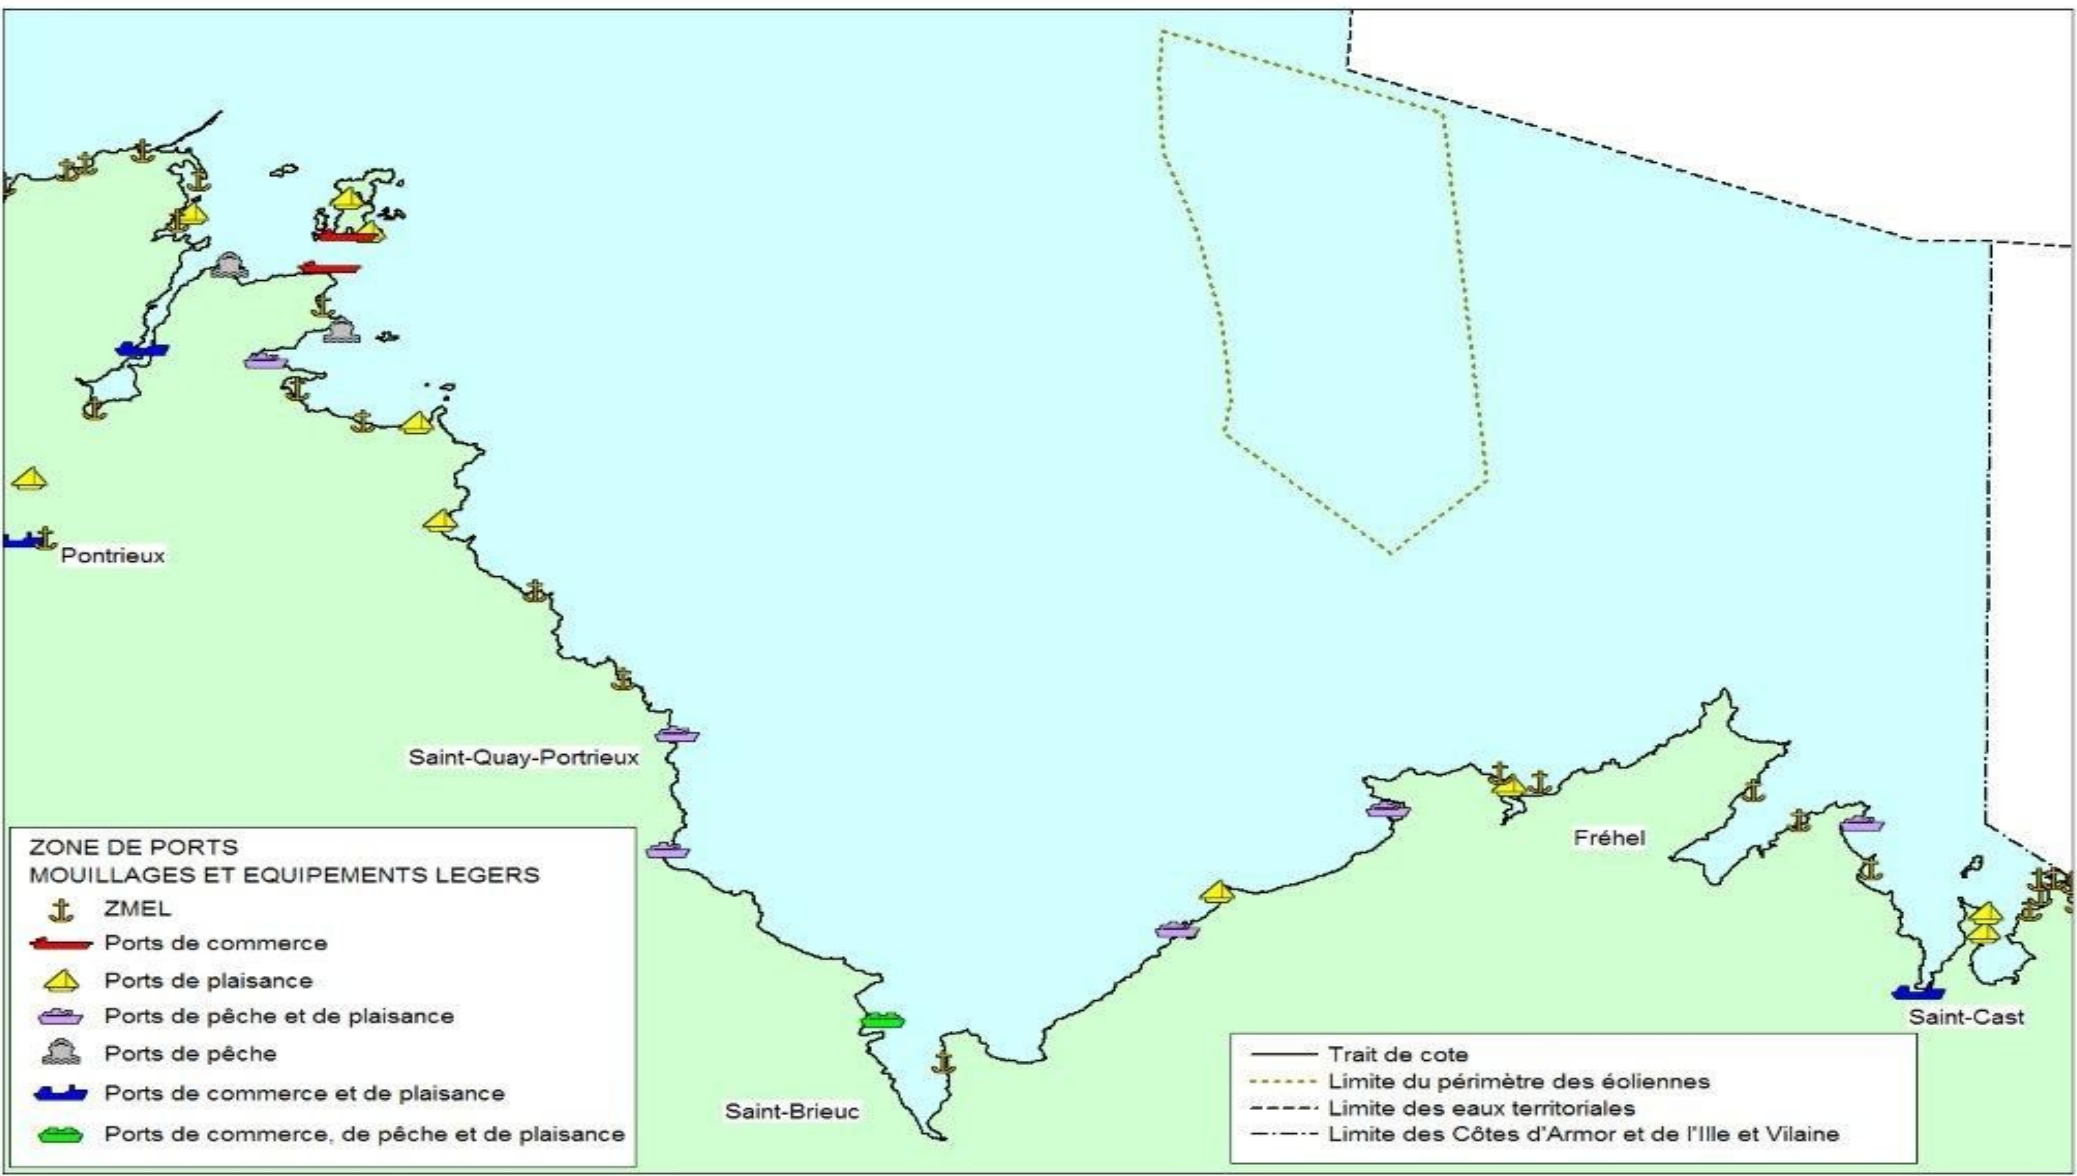 Pontrieux
Saint-Quay-Portrieux
Fréhel
Saint-Cast
Saint-Brieuc
ZONE DE PORTS
MOUILLAGES ET EQUIPEMENTS LEGERS
ZMEL
Ports de commerce
Ports de plaisance
Ports de pêche et de plaisance
Ports de pêche
Ports de commerce et de plaisance
Ports de commerce, de pêche et de plaisance
Trait de cote
Limite du périmètre des éoliennes
Limite des eaux territoriales
Limite des Côtes d'Armor et de l'Ille et Vilaine